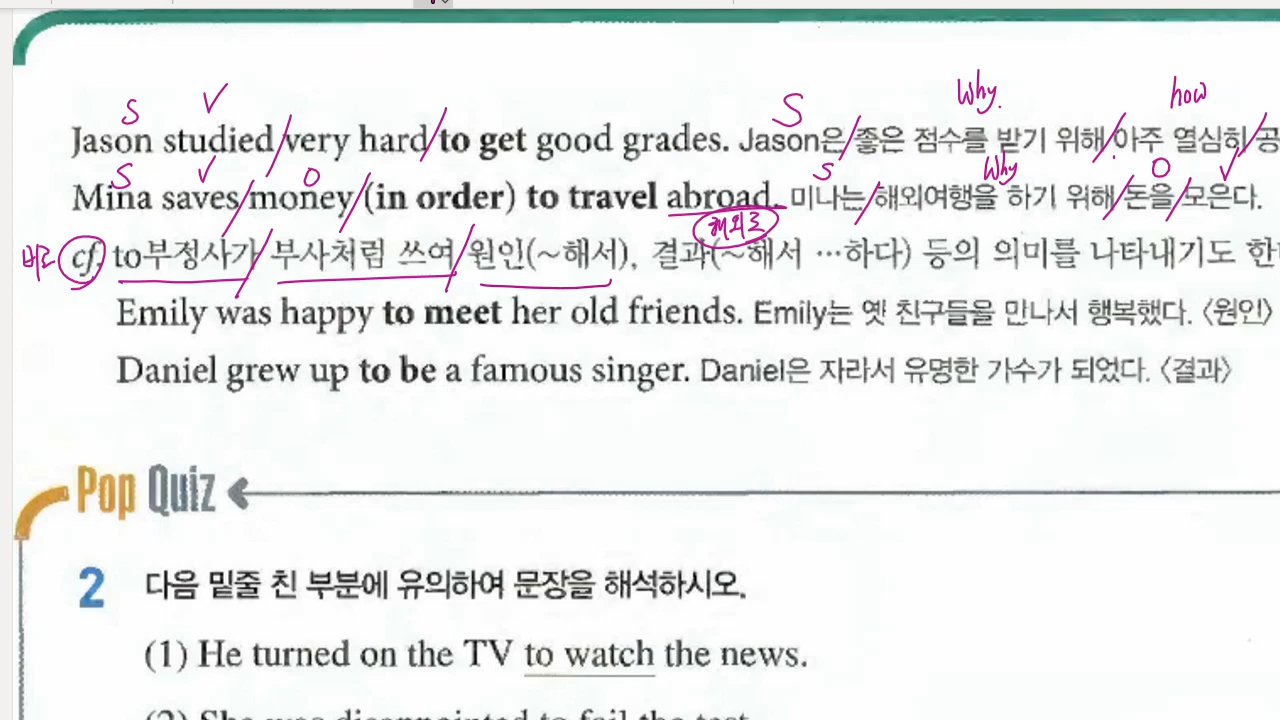 S V S Why. how
Jason studied very hard to get good grades. Jason은 좋은 점수를 받기 위해 아주 열심히 공
S V O S Why O V
Mina saves money (in order) to travel abroad. 미나는 해외여행을 하기 위해 돈을 모은다.
해외로
cf. to부정사가 부사처럼 쓰여 원인(~해서), 결과(~해서 …하다) 등의 의미를 나타내기도 한
Emily was happy to meet her old friends. Emily는 옛 친구들을 만나서 행복했다. 〈원인〉
Daniel grew up to be a famous singer. Daniel은 자라서 유명한 가수가 되었다. 〈결과〉
Pop Quiz
2 다음 밑줄 친 부분에 유의하여 문장을 해석하시오.
(1) He turned on the TV to watch the news.
(2) She was disappointed to fail the test.